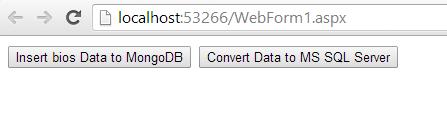 localhost:53266/WebForm1.aspx
Insert bios Data to MongoDB Convert Data to MS SQL Server